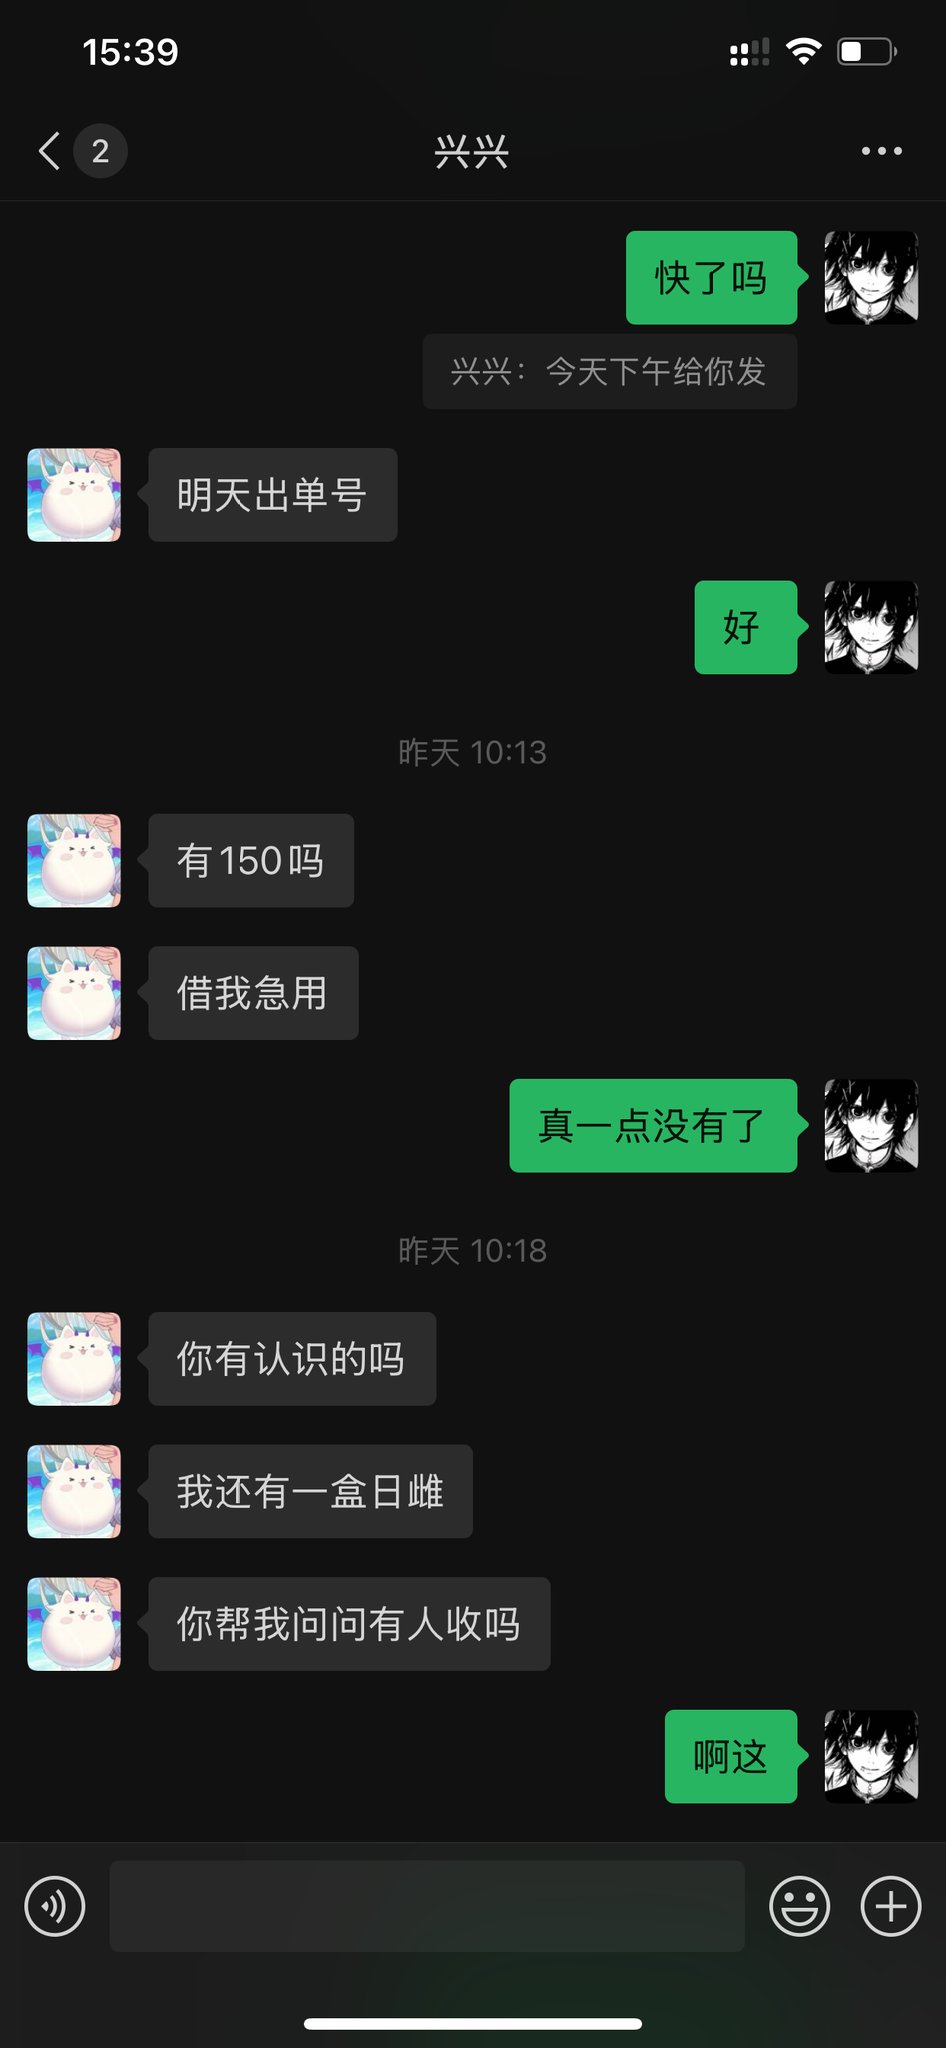 15:39
2
兴兴
快了吗
兴兴：今天下午给你发
明天出单号
好
昨天 10:13
有150吗
借我急用
真一点没有了
昨天 10:18
你有认识的吗
我还有一盒日雌
你帮我问问有人收吗
啊这